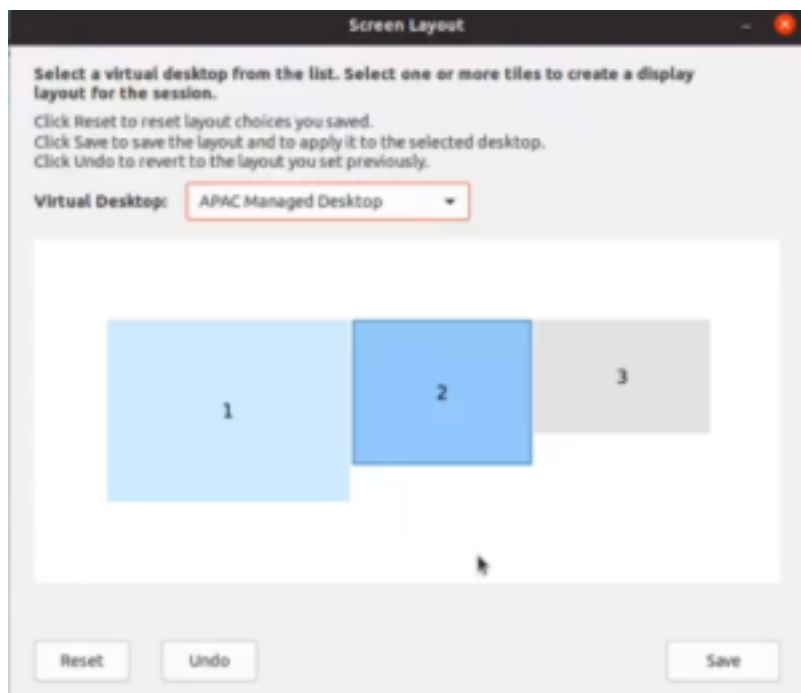 Screen Layout
Select a virtual desktop from the list. Select one or more tiles to create a display
layout for the session.
Click Reset to reset layout choices you saved.
Click Save to save the layout and to apply it to the selected desktop.
Click Undo to revert to the layout you set previously.
Virtual Desktop: APAC Managed Desktop
1
2
3
Reset Undo Save